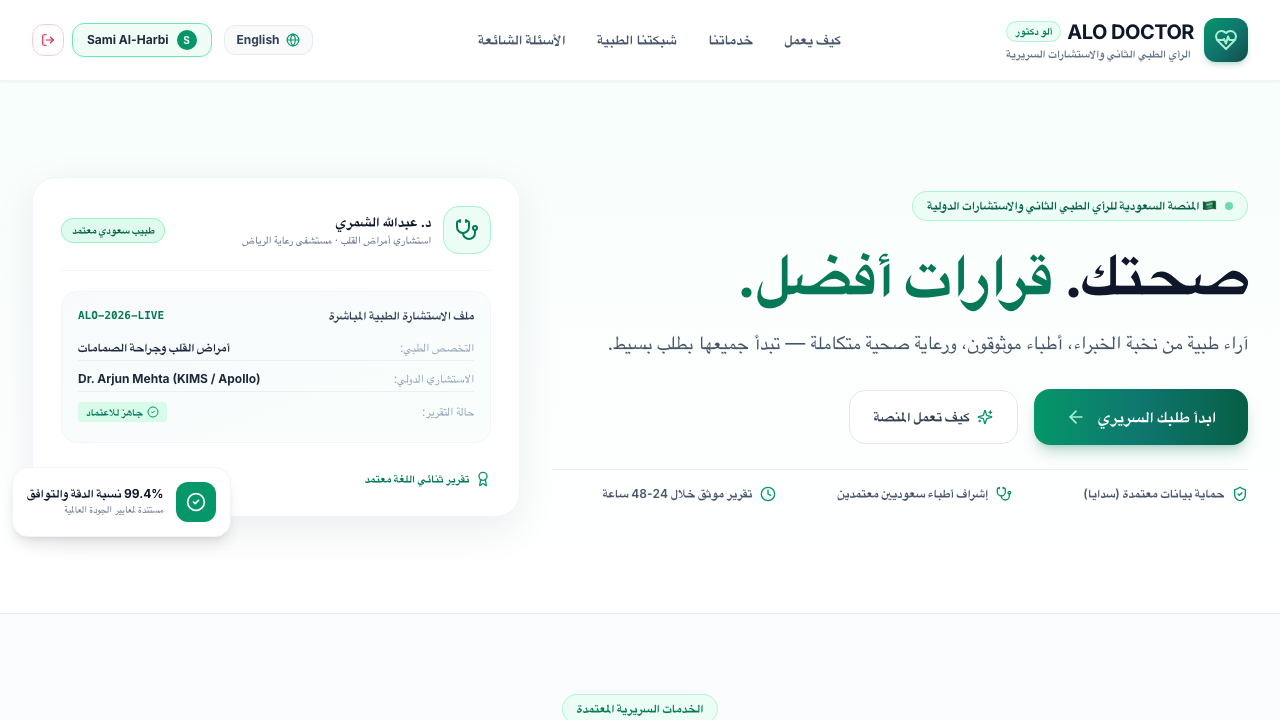 ALO DOCTOR
ألو دكتور
الرأي الطبي الثاني والاستشارات السريرية
كيف يعمل
خدماتنا
شبكتنا الطبية
الأسئلة الشائعة
English
S
Sami Al-Harbi
المنصة السعودية للرأي الطبي الثاني والاستشارات الدولية
صحتك. قرارات أفضل.
آراء طبية من نخبة الخبراء، أطباء موثوقون، ورعاية صحية متكاملة — تبدأ جميعها بطلب بسيط.
ابدأ طلبك السريري
كيف تعمل المنصة
حماية بيانات معتمدة (سدايا)
إشراف أطباء سعوديين معتمدين
تقرير موثق خلال 24-48 ساعة
د. عبدالله الشمري
استشاري أمراض القلب · مستشفى رعاية الرياض
طبيب سعودي معتمد
ملف الاستشارة الطبية المباشرة
ALO-2026-LIVE
التخصص الطبي:
أمراض القلب وجراحة الصمامات
الاستشاري الدولي:
Dr. Arjun Mehta (KIMS / Apollo)
حالة التقرير:
جاهز للاعتماد
تقرير ثنائي اللغة معتمد
99.4% نسبة الدقة والتوافق
مستندة لمعايير الجودة العالمية
الخدمات السريرية المعتمدة